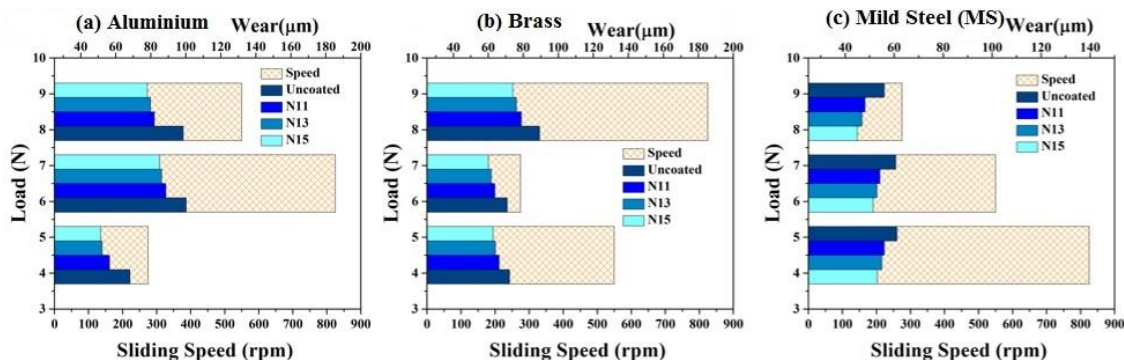 (a) Aluminium
Wear(μm)
20 40 60 80 100 120 140 160 180 200
10
9
8
7
6
5
4
3
Load (N)
Speed
Uncoated
N11
N13
N15
0 100 200 300 400 500 600 700 800 900
Sliding Speed (rpm)
(b) Brass
Wear(μm)
40 60 80 100 120 140 160 180 200
10
9
8
7
6
5
4
3
Load (N)
Speed
Uncoated
N11
N13
N15
0 100 200 300 400 500 600 700 800 900
Sliding Speed (rpm)
(c) Mild Steel (MS)
Wear(μm)
40 60 80 100 120 140
10
9
8
7
6
5
4
3
Load (N)
Speed
Uncoated
N11
N13
N15
0 100 200 300 400 500 600 700 800 900
Sliding Speed (rpm)